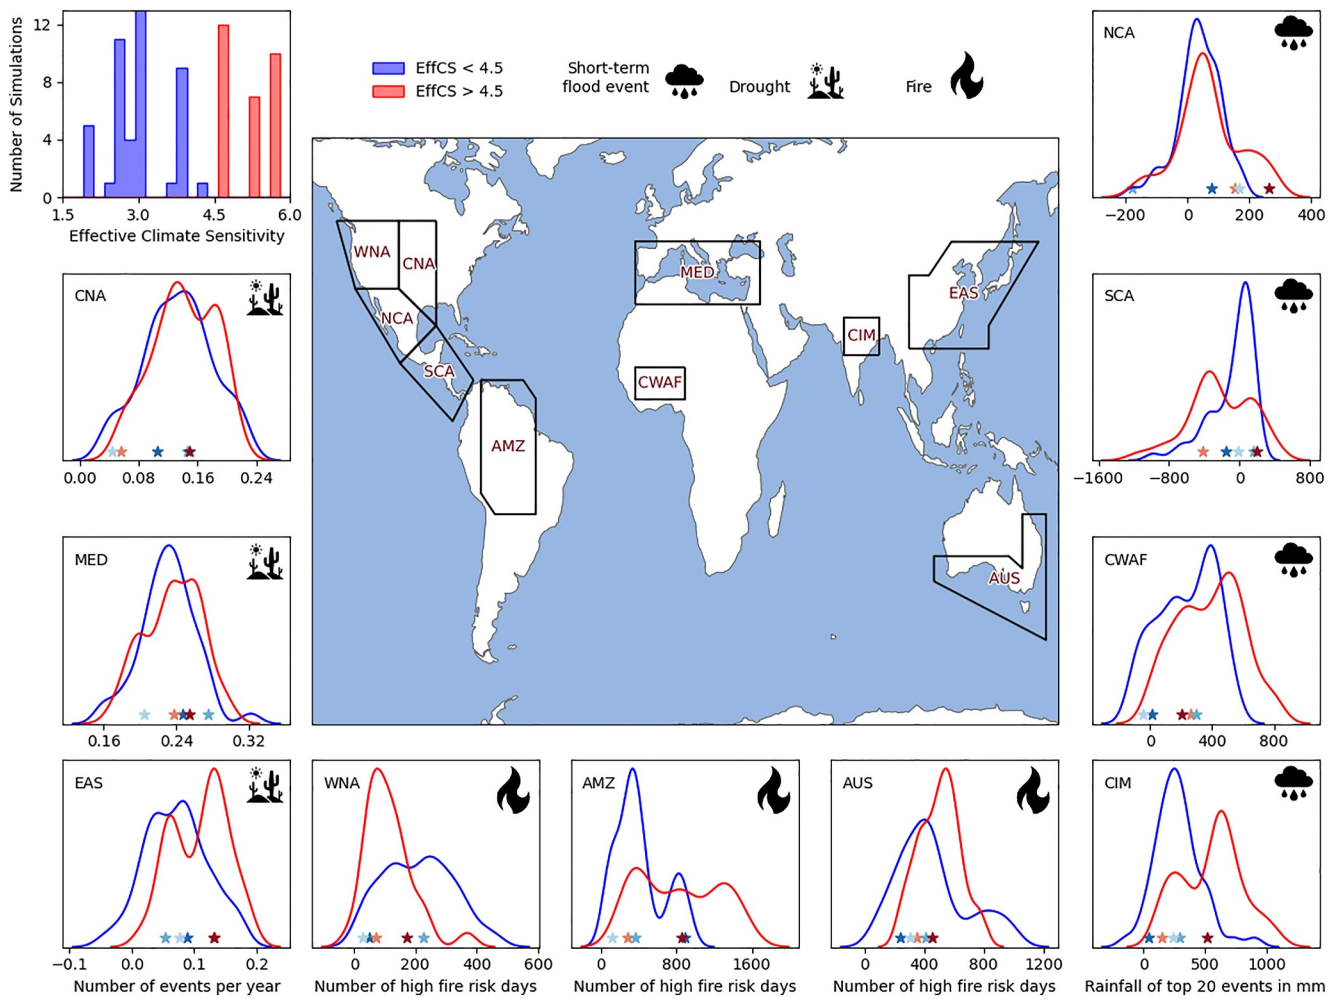 12
8
4
0
Number of Simulations
1.5 3.0 4.5 6.0
Effective Climate Sensitivity
EffCS < 4.5
EffCS > 4.5
Short-term
flood event
Drought
Fire
NCA
−200 0 200 400
CNA
0.00 0.08 0.16 0.24
WNA
CNA
NCA
SCA
AMZ
MED
CWAF
CIM
EAS
AUS
SCA
−1600 −800 0 800
MED
0.16 0.24 0.32
CWAF
0 400 800
EAS
−0.1 0.0 0.1 0.2
Number of events per year
WNA
0 200 400 600
Number of high fire risk days
AMZ
0 800 1600
Number of high fire risk days
AUS
0 400 800 1200
Number of high fire risk days
CIM
0 500 1000
Rainfall of top 20 events in mm